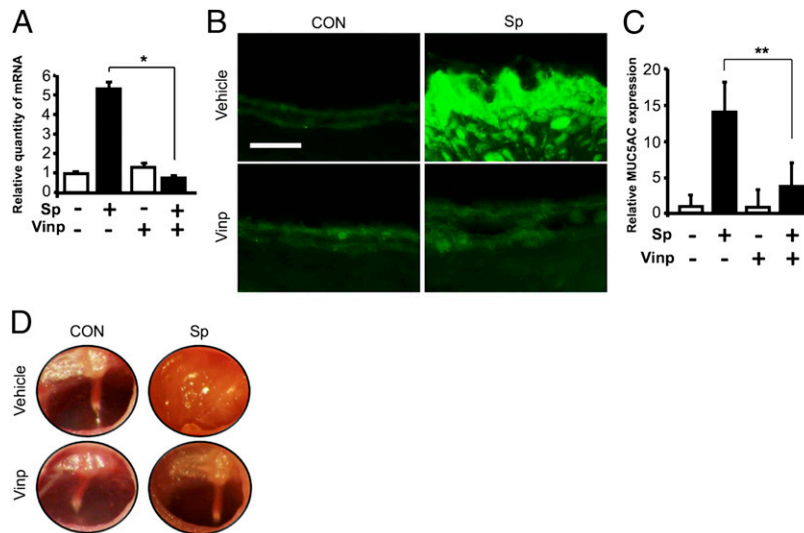 A
Relative quantity of mRNA
6
5
4
3
2
1
0
*
Sp - + - +
Vinp - - + +
B
CON Sp
Vehicle
Vinp
C
Relative MUC5AC expression
20
15
10
5
0
**
Sp - + - +
Vinp - - + +
D
CON Sp
Vehicle
Vinp